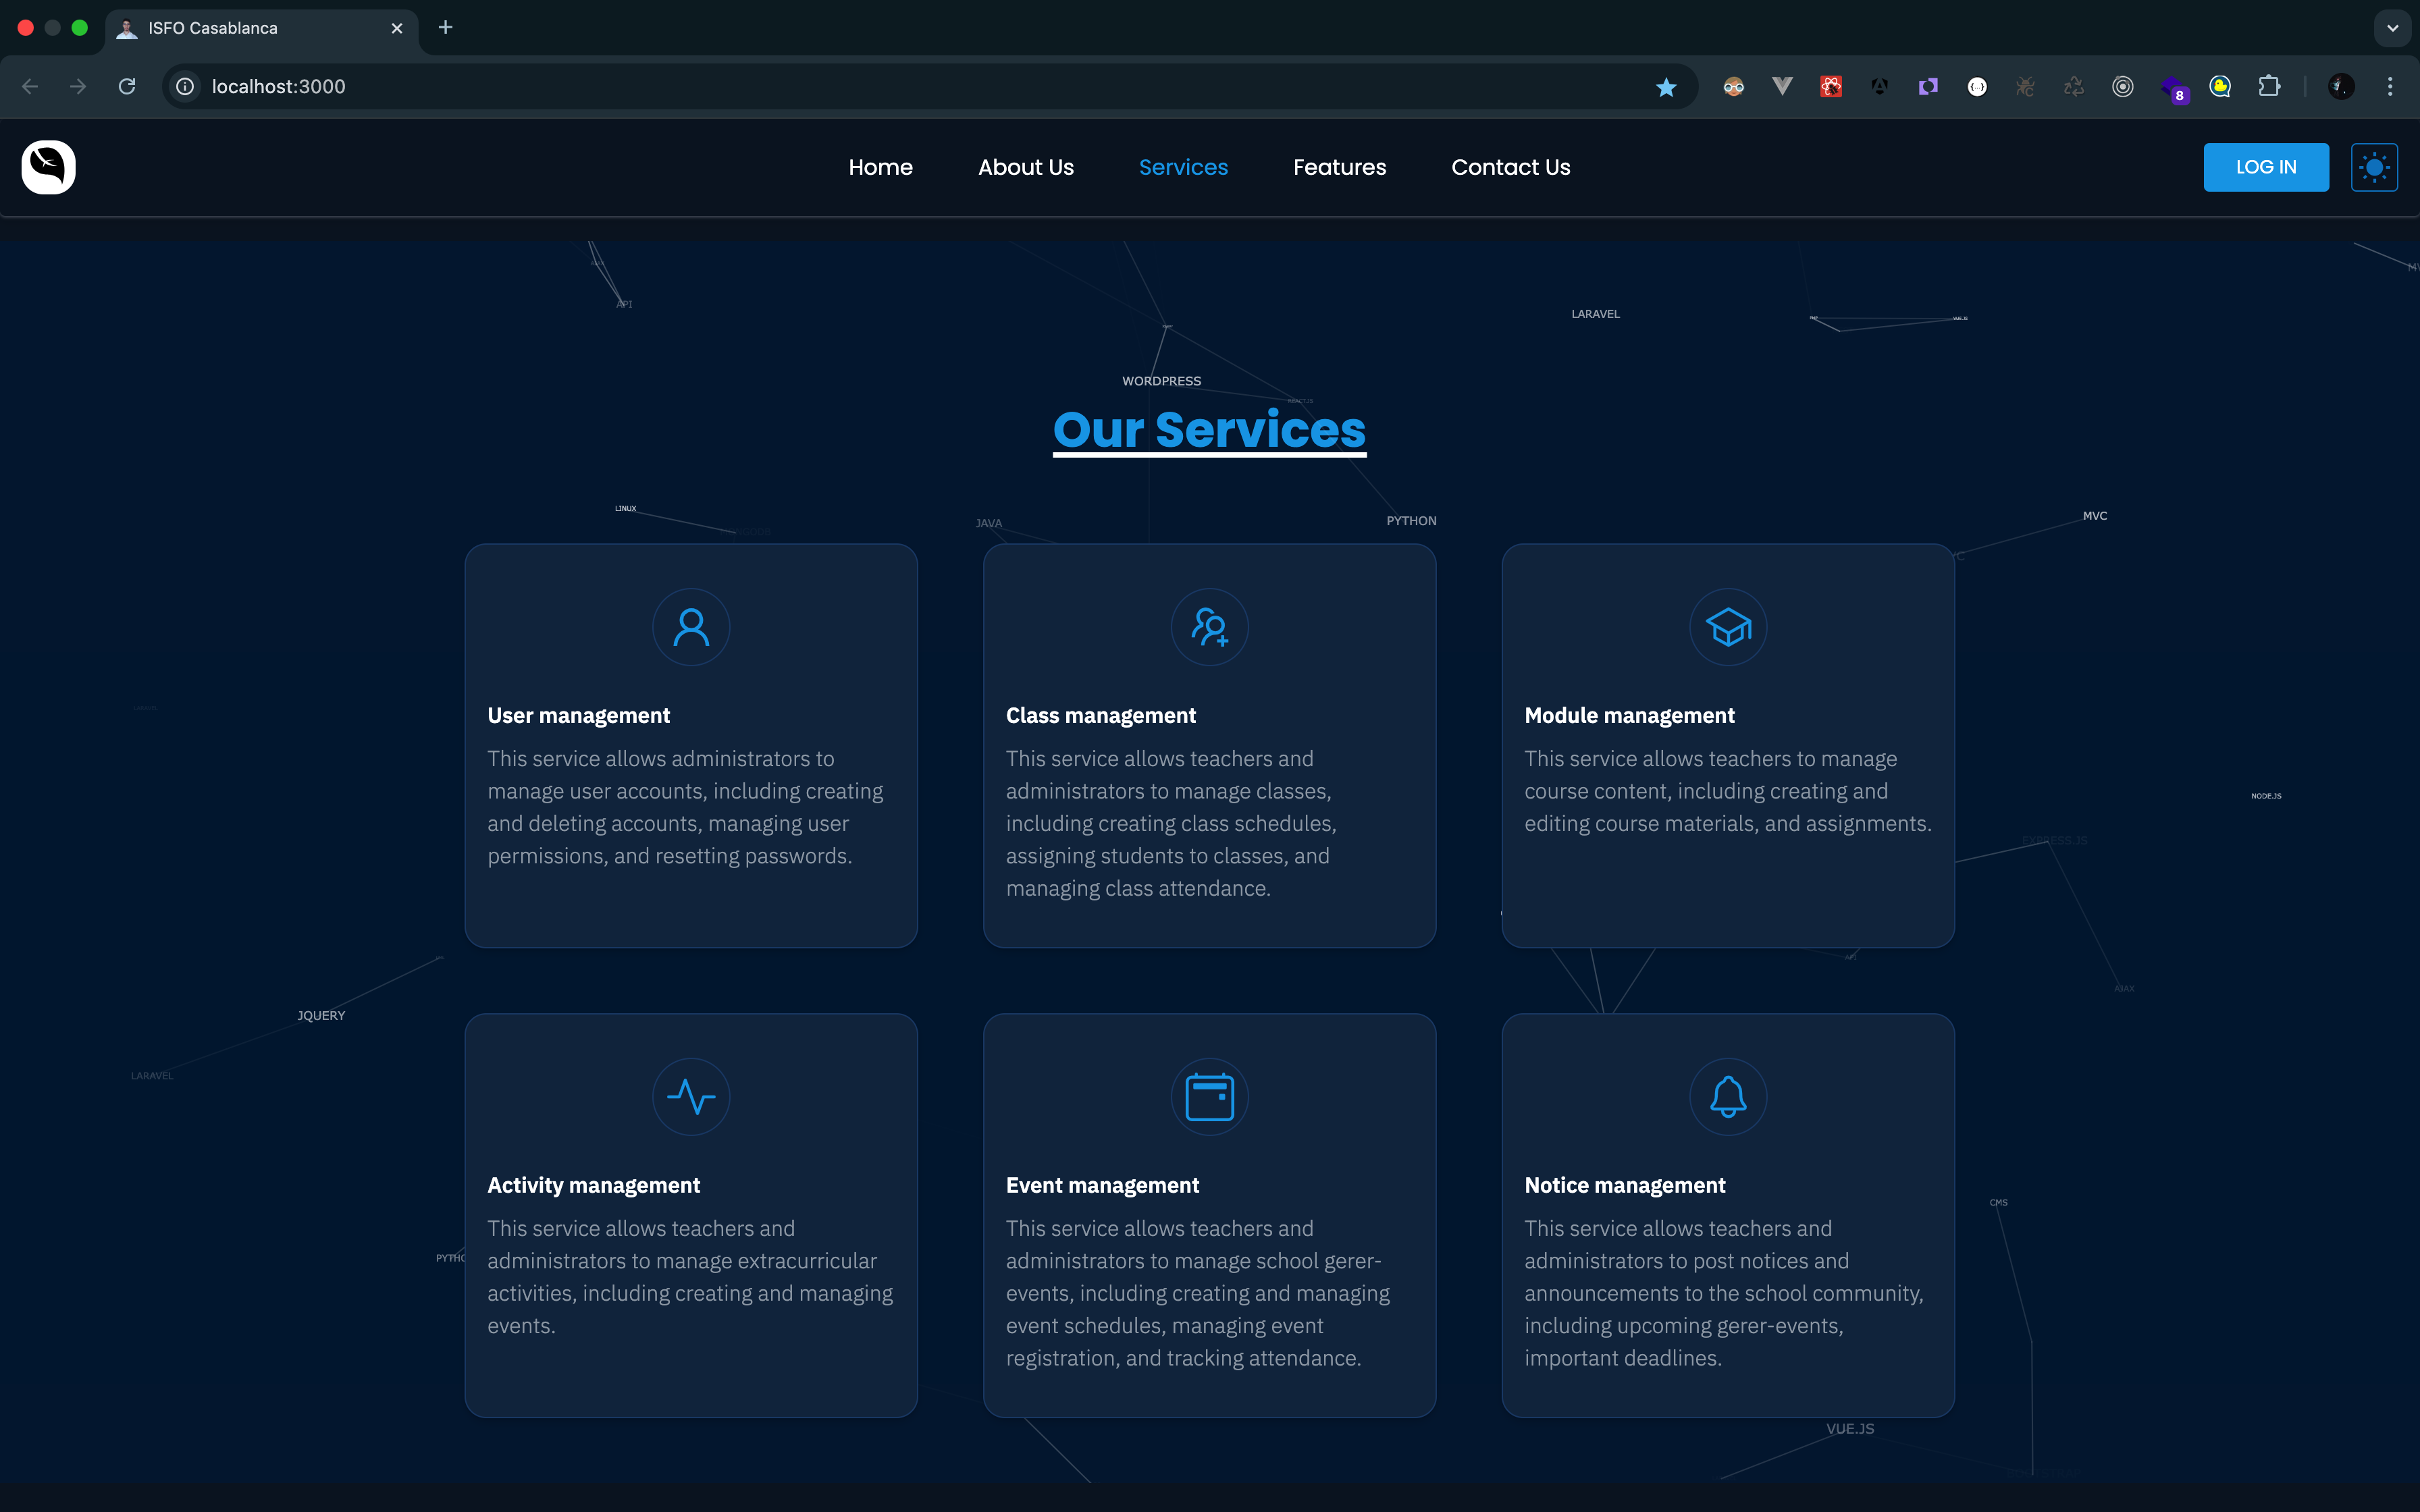 ISFO Casablanca
localhost:3000
8
Home
About Us
Services
Features
Contact Us
LOG IN
AJAX
API
LARAVEL
PHP
VUE.JS
WORDPRESS
REACT.JS
Our Services
LINUX
JAVA
PYTHON
MVC
User management
This service allows administrators to
manage user accounts, including creating
and deleting accounts, managing user
permissions, and resetting passwords.
Class management
This service allows teachers and
administrators to manage classes,
including creating class schedules,
assigning students to classes, and
managing class attendance.
Module management
This service allows teachers to manage
course content, including creating and
editing course materials, and assignments.
NODE.JS
EXPRESS.JS
API
AJAX
JQUERY
LARAVEL
Activity management
This service allows teachers and
administrators to manage extracurricular
activities, including creating and managing
events.
Event management
This service allows teachers and
administrators to manage school gerer-
events, including creating and managing
event schedules, managing event
registration, and tracking attendance.
Notice management
This service allows teachers and
administrators to post notices and
announcements to the school community,
including upcoming gerer-events,
important deadlines.
CMS
VUE.JS